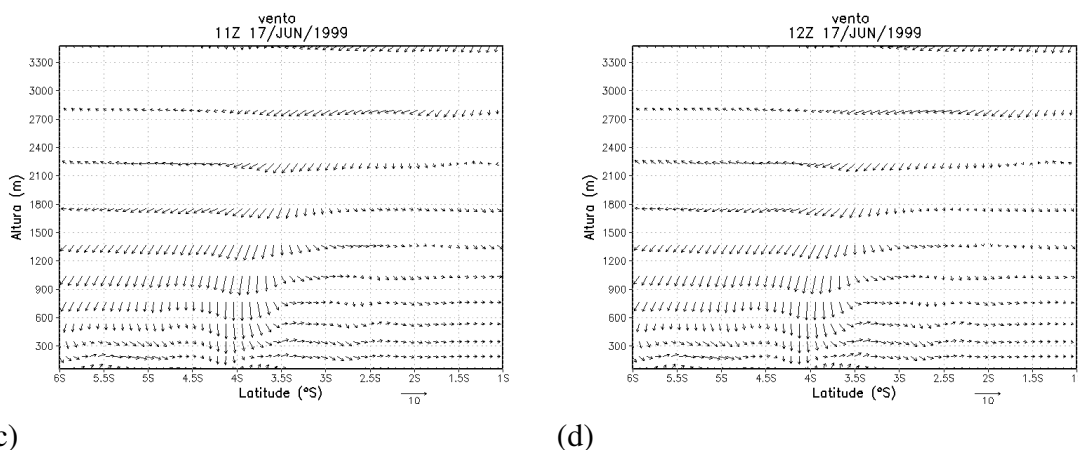 vento
11Z 17/JUN/1999
Altura (m)
3300
3000
2700
2400
2100
1800
1500
1200
900
600
300
6S 5.5S 5S 4.5S 4S 3.5S 3S 2.5S 2S 1.5S 1S
Latitude (ºS)
10
vento
12Z 17/JUN/1999
Altura (m)
3300
3000
2700
2400
2100
1800
1500
1200
900
600
300
6S 5.5S 5S 4.5S 4S 3.5S 3S 2.5S 2S 1.5S 1
Latitude (ºS)
10
c) (d)